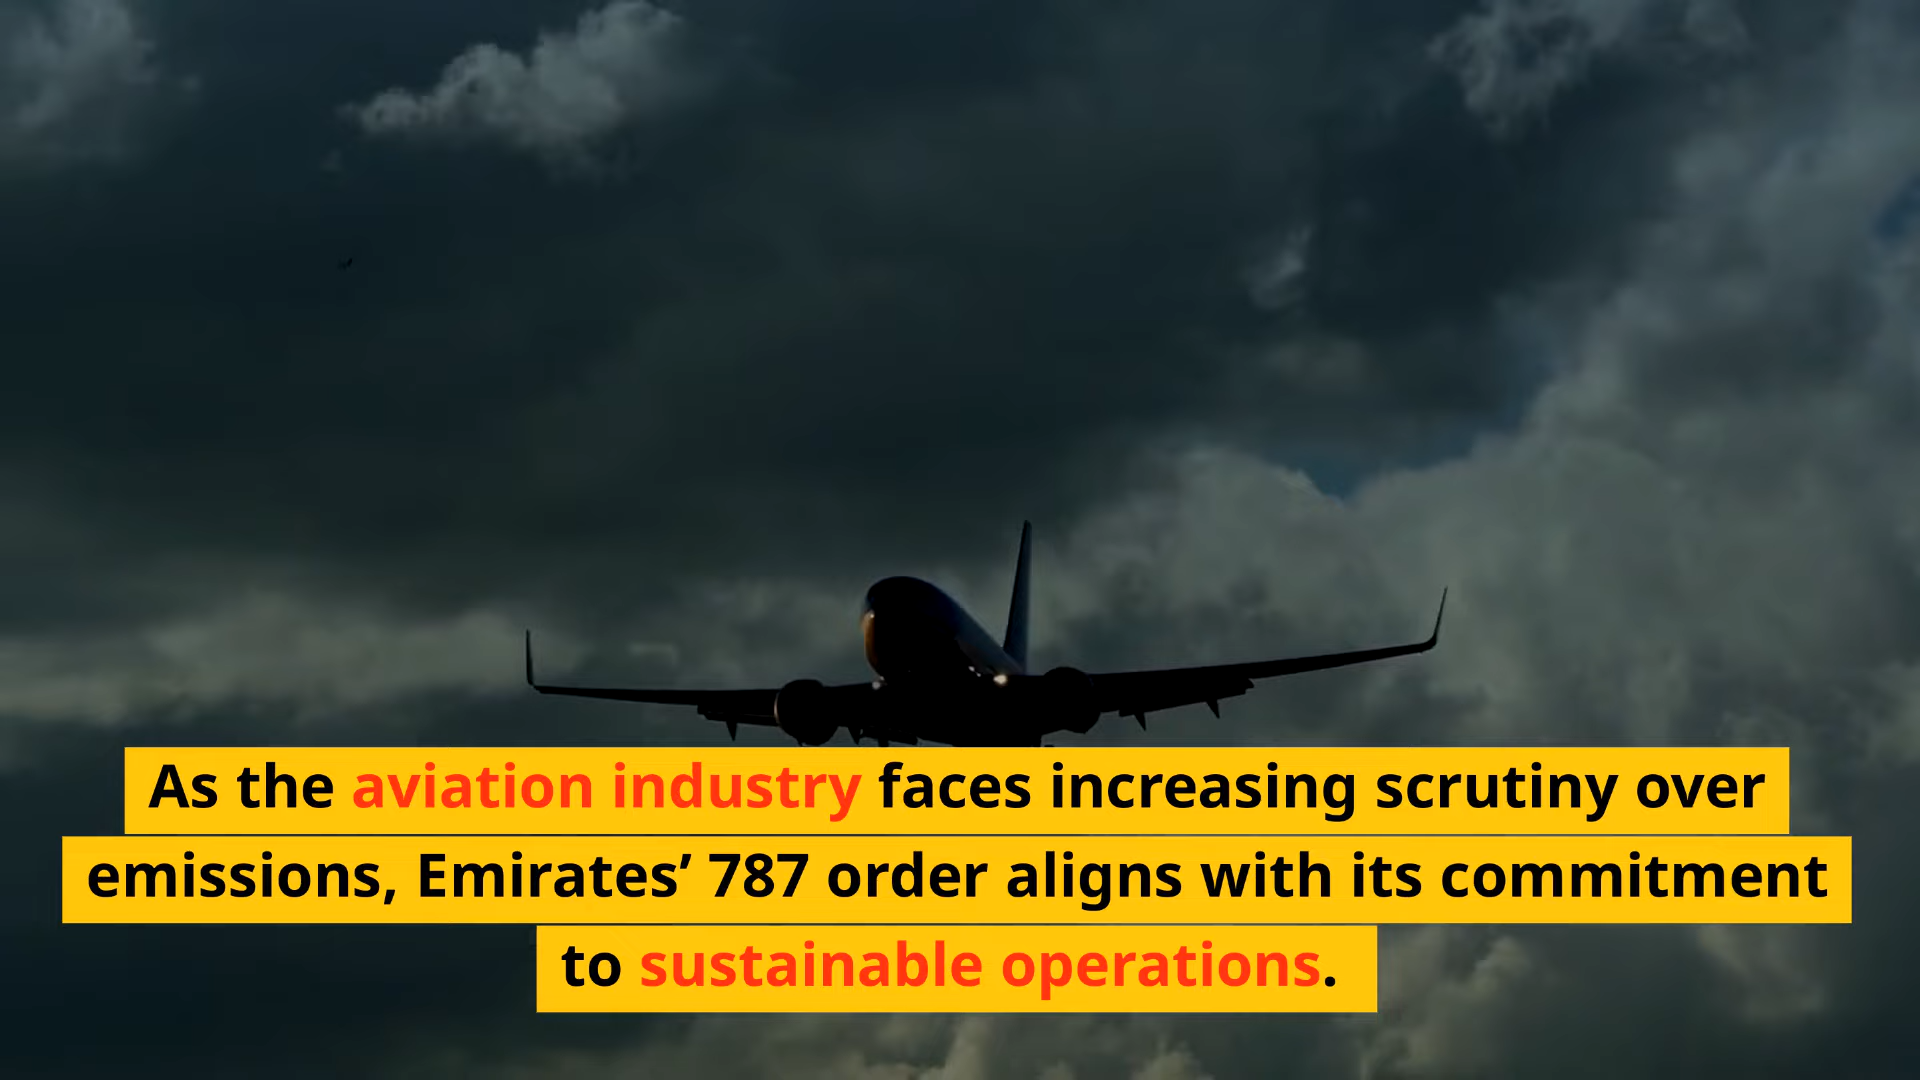 As the aviation industry faces increasing scrutiny over
emissions, Emirates’ 787 order aligns with its commitment
to sustainable operations.